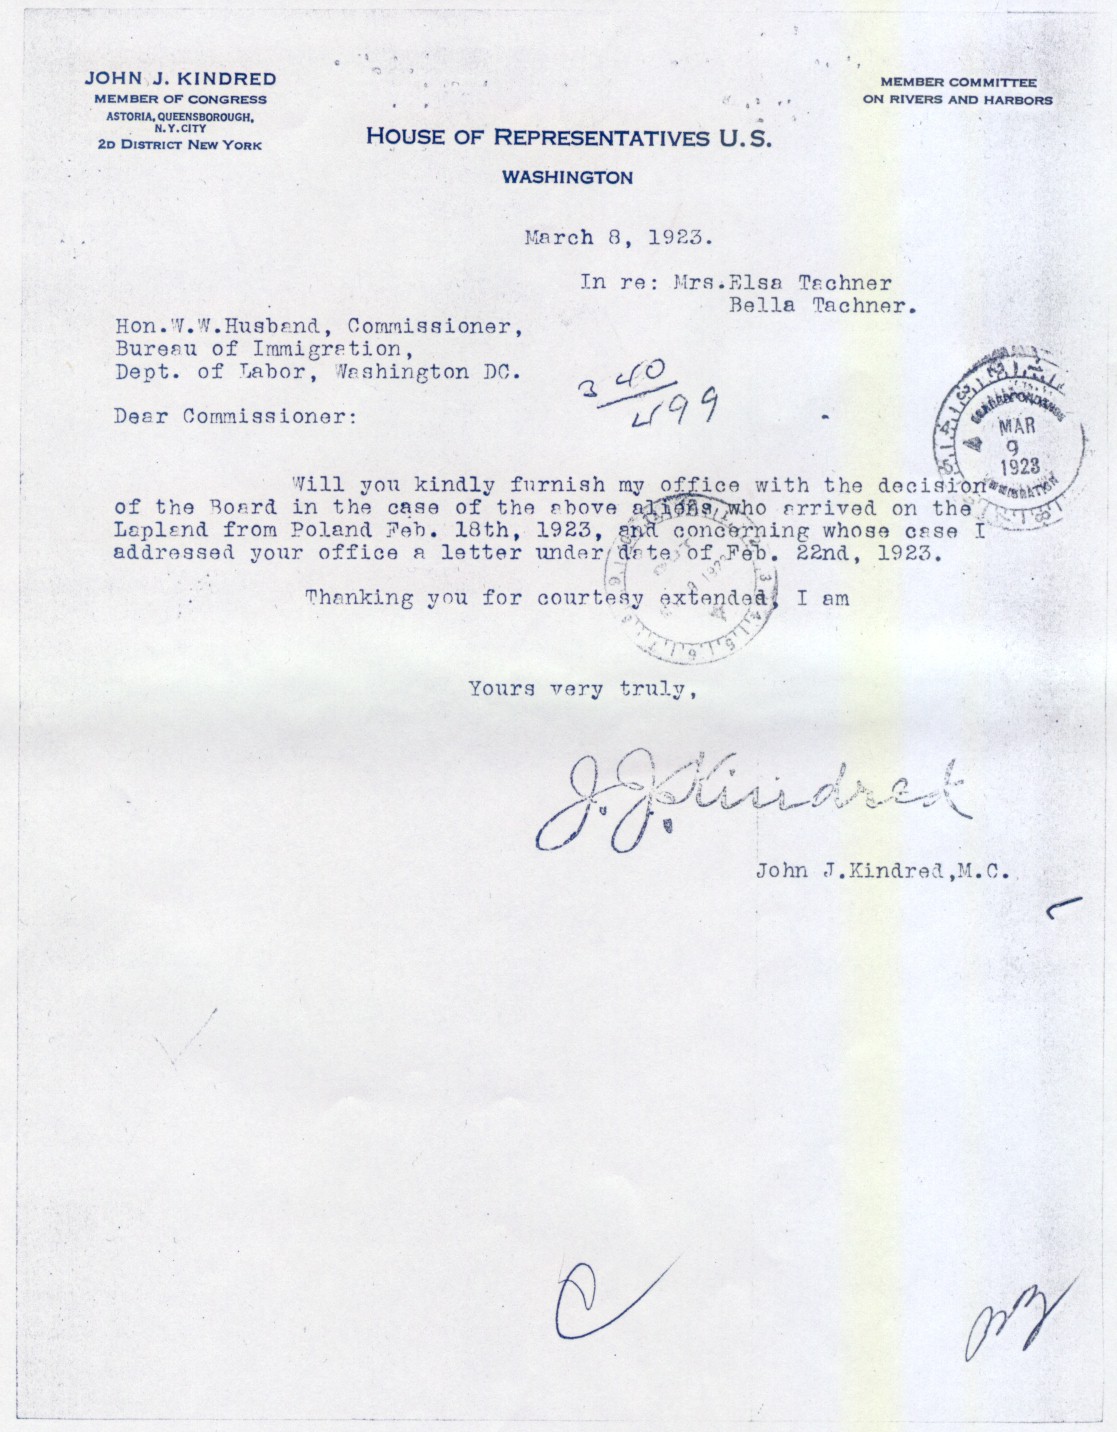 JOHN J. KINDRED
MEMBER OF CONGRESS
ASTORIA, QUEENSBOROUGH,
N.Y. CITY
2D DISTRICT NEW YORK
MEMBER COMMITTEE
ON RIVERS AND HARBORS
HOUSE OF REPRESENTATIVES U.S.
WASHINGTON
March 8, 1923.
In re: Mrs.Elsa Tachner
Bella Tachner.
Hon.W.W.Husband, Commissioner,
Bureau of Immigration,
Dept. of Labor, Washington DC.
3 40
499
Dear Commissioner:
MAR
9
1923
Will you kindly furnish my office with the decision
of the Board in the case of the above aliens who arrived on the
Lapland from Poland Feb. 18th, 1923, and concerning whose case I
addressed your office a letter under date of Feb. 22nd, 1923.
Thanking you for courtesy extended, I am
Yours very truly,
J. J. Kindred
John J.Kindred,M.C.